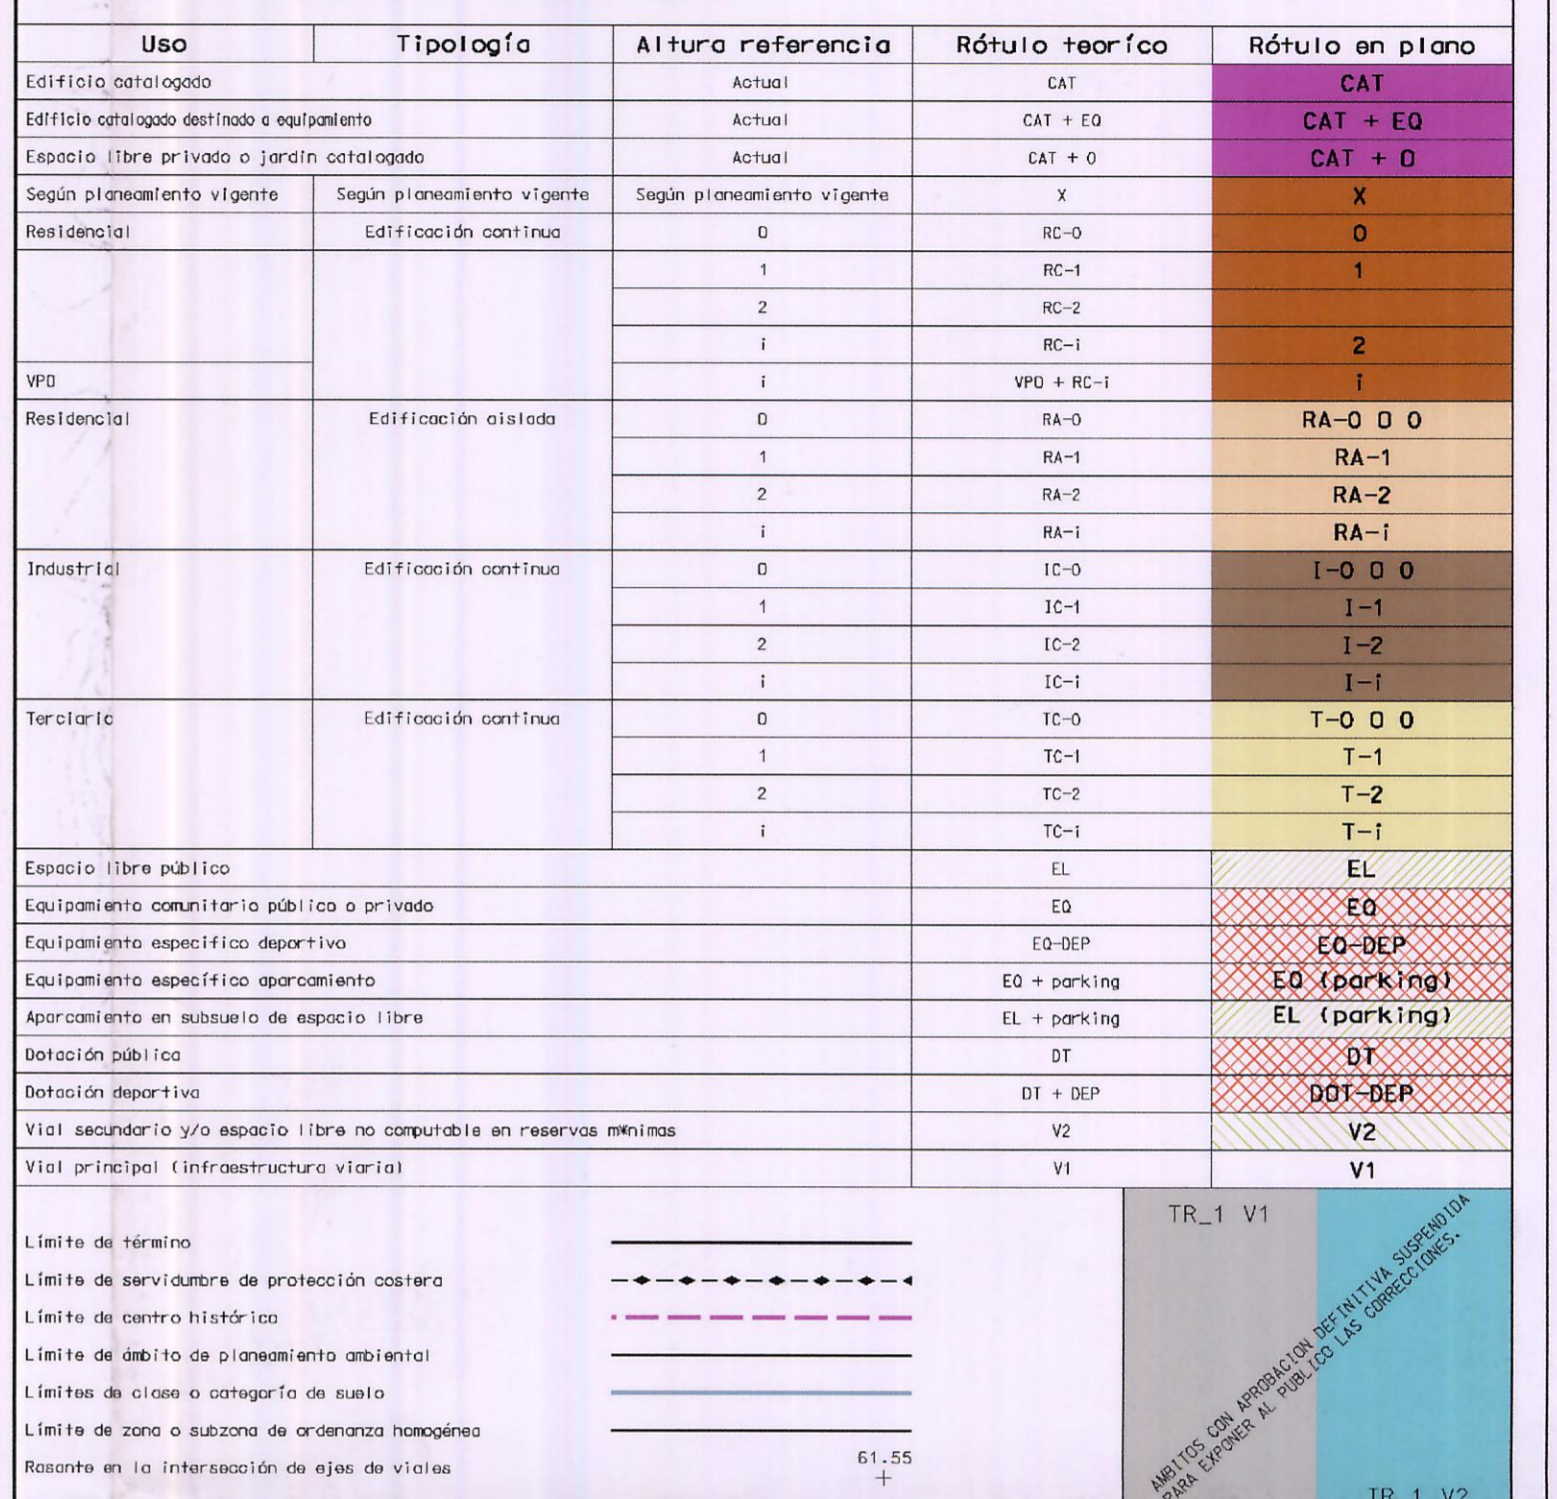 Uso Tipología Altura referencia Rótulo teoríco Rótulo en plano
Edificio catalogado Actual CAT CAT
Edificio catalogado destinado a equipamiento Actual CAT + EQ CAT + EQ
Espacio libre privado o jardín catalogado Actual CAT + O CAT + O
Según planeamiento vigente Según planeamiento vigente Según planeamiento vigente X X
Residencial Edificación continua 0 RC-0 0
1 RC-1 1
2 RC-2
i RC-i 2
VPO i VPO + RC-i i
Residencial Edificación aislada 0 RA-0 RA-0 0 0
1 RA-1 RA-1
2 RA-2 RA-2
i RA-i RA-i
Industrial Edificación continua 0 IC-0 I-0 0 0
1 IC-1 I-1
2 IC-2 I-2
i IC-i I-i
Terciario Edificación continua 0 TC-0 T-0 0 0
1 TC-1 T-1
2 TC-2 T-2
i TC-i T-i
Espacio libre público EL EL
Equipamiento comunitario público o privado EQ EQ
Equipamiento especifico deportivo EQ-DEP EQ-DEP
Equipamiento específico aparcamiento EQ + parking EQ (parking)
Aparcamiento en subsuelo de espacio libre EL + parking EL (parking)
Dotación pública DT DT
Dotación deportiva DT + DEP DOT-DEP
Vial secundario y/o espacio libre no computable en reservas m*nimas V2 V2
Vial principal (infraestructura viaria) V1 V1
TR_1 V1
Límite de término
Límite de servidumbre de protección costera
Límite de centro histórico
Límite de ámbito de planeamiento ambiental
Límites de clase o categoría de suelo
Límite de zona o subzona de ordenanza homogénea
Rasante en la intersección de ejes de viales 61.55
AMBITOS CON APROBACION DEFINITIVA SUSPENDIDA
PARA EXPONER AL PUBLICO LAS CORRECCIONES.
TR_1 V2